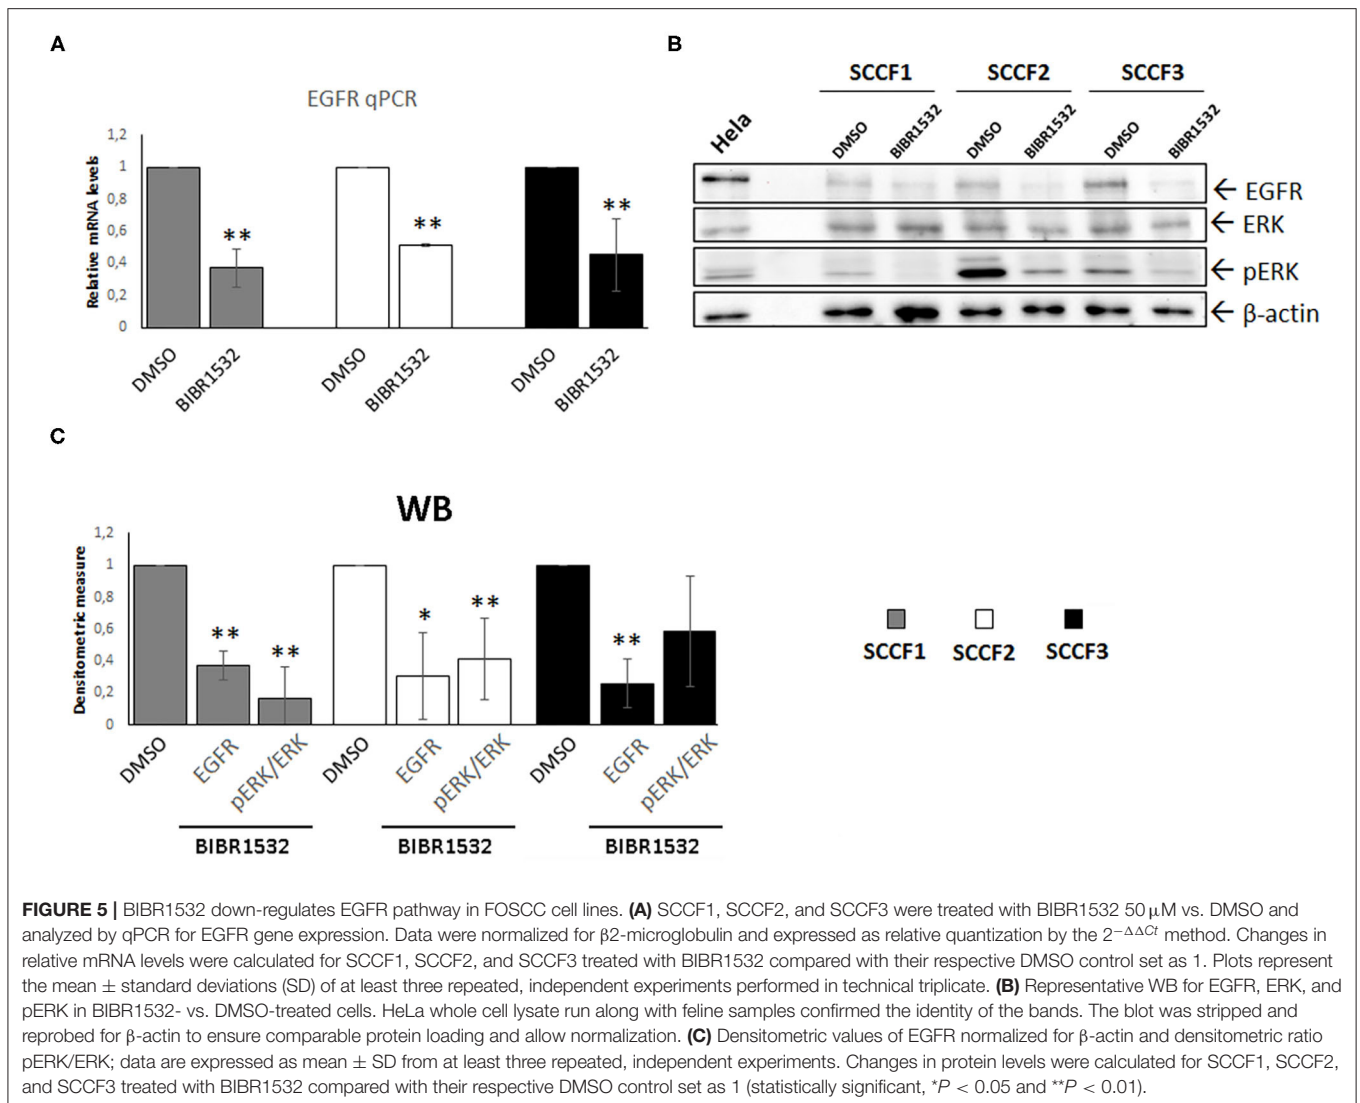 A
EGFR qPCR
Relative mRNA levels
1,2
1
0,8
0,6
0,4
0,2
0
**
**
**
DMSO
BIBR1532
DMSO
BIBR1532
DMSO
BIBR1532
B
SCCF1
SCCF2
SCCF3
Hela
DMSO
BIBR1532
DMSO
BIBR1532
DMSO
BIBR1532
← EGFR
← ERK
← pERK
← β-actin
C
WB
Densitometric measure
1,2
1
0,8
0,6
0,4
0,2
0
**
**
*
**
**
DMSO
EGFR
pERK/ERK
DMSO
EGFR
pERK/ERK
DMSO
EGFR
pERK/ERK
BIBR1532
BIBR1532
BIBR1532
SCCF1
SCCF2
SCCF3
FIGURE 5 | BIBR1532 down-regulates EGFR pathway in FOSCC cell lines. (A) SCCF1, SCCF2, and SCCF3 were treated with BIBR1532 50 μM vs. DMSO and
analyzed by qPCR for EGFR gene expression. Data were normalized for β2-microglobulin and expressed as relative quantization by the 2^−ΔΔCt method. Changes in
relative mRNA levels were calculated for SCCF1, SCCF2, and SCCF3 treated with BIBR1532 compared with their respective DMSO control set as 1. Plots represent
the mean ± standard deviations (SD) of at least three repeated, independent experiments performed in technical triplicate. (B) Representative WB for EGFR, ERK, and
pERK in BIBR1532- vs. DMSO-treated cells. HeLa whole cell lysate run along with feline samples confirmed the identity of the bands. The blot was stripped and
reprobed for β-actin to ensure comparable protein loading and allow normalization. (C) Densitometric values of EGFR normalized for β-actin and densitometric ratio
pERK/ERK; data are expressed as mean ± SD from at least three repeated, independent experiments. Changes in protein levels were calculated for SCCF1, SCCF2,
and SCCF3 treated with BIBR1532 compared with their respective DMSO control set as 1 (statistically significant, *P < 0.05 and **P < 0.01).